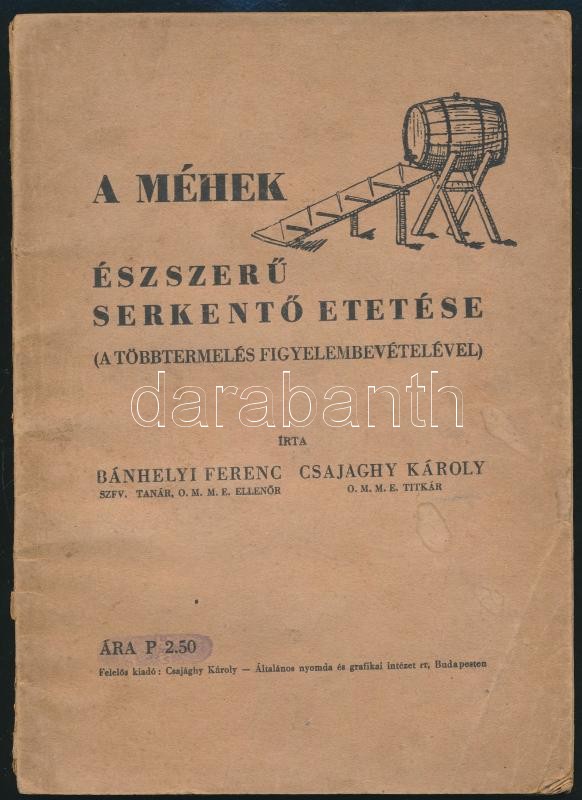 A MÉHEK
ÉSZSZERŰ
SERKENTŐ ETETÉSE
(A TÖBBTERMELÉS FIGYELEMBEVÉTELÉVEL)
darabanth
ÍRTA
BÁNHELYI FERENC CSAJAGHY KÁROLY
SZFV. TANÁR, O. M. M. E. ELLENŐR O. M. M. E. TITKÁR
ÁRA P 2.50
Felelős kiadó: Csajághy Károly — Általános nyomda és grafikai intézet rt, Budapesten